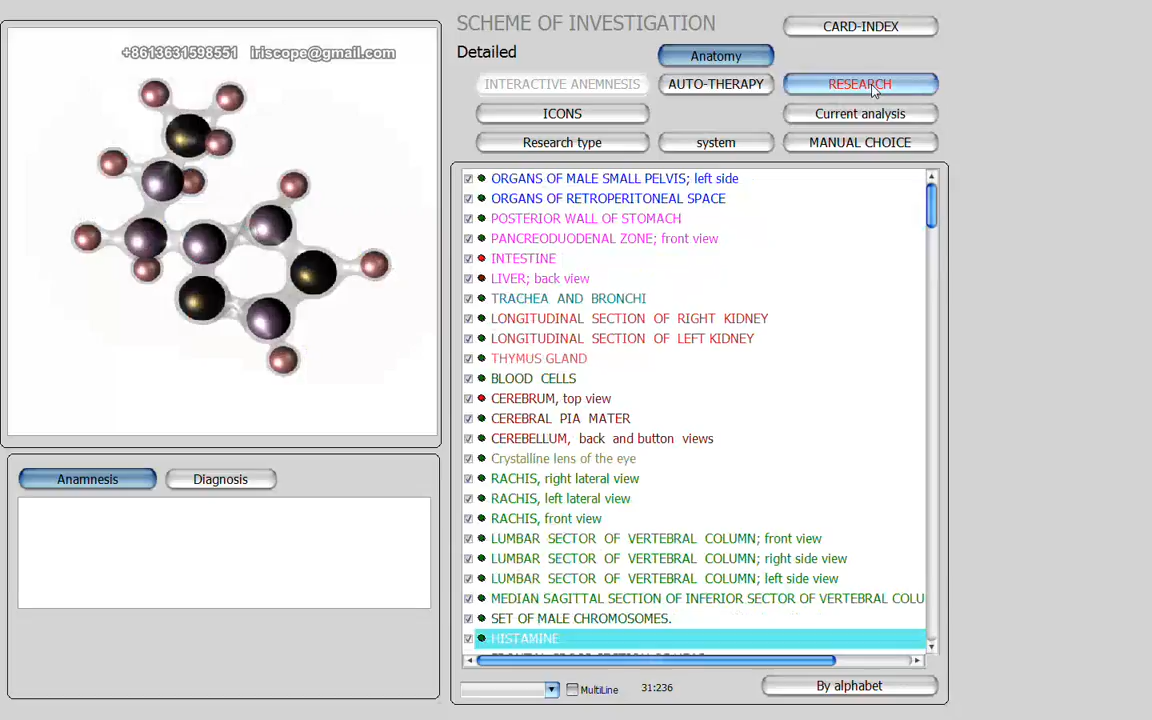 SCHEME OF INVESTIGATION
CARD-INDEX
+8613631598551 iriscope@gmail.com
Detailed
Anatomy
INTERACTIVE ANEMNESIS
AUTO-THERAPY
RESEARCH
ICONS
Current analysis
Research type
system
MANUAL CHOICE
ORGANS OF MALE SMALL PELVIS; left side
ORGANS OF RETROPERITONEAL SPACE
POSTERIOR WALL OF STOMACH
PANCREODUODENAL ZONE; front view
INTESTINE
LIVER; back view
TRACHEA AND BRONCHI
LONGITUDINAL SECTION OF RIGHT KIDNEY
LONGITUDINAL SECTION OF LEFT KIDNEY
THYMUS GLAND
BLOOD CELLS
CEREBRUM, top view
CEREBRAL PIA MATER
CEREBELLUM, back and button views
Crystalline lens of the eye
RACHIS, right lateral view
RACHIS, left lateral view
RACHIS, front view
LUMBAR SECTOR OF VERTEBRAL COLUMN; front view
LUMBAR SECTOR OF VERTEBRAL COLUMN; right side view
LUMBAR SECTOR OF VERTEBRAL COLUMN; left side view
MEDIAN SAGITTAL SECTION OF INFERIOR SECTOR OF VERTEBRAL COLU
SET OF MALE CHROMOSOMES.
HISTAMINE
Anamnesis
Diagnosis
MultiLine
31:236
By alphabet